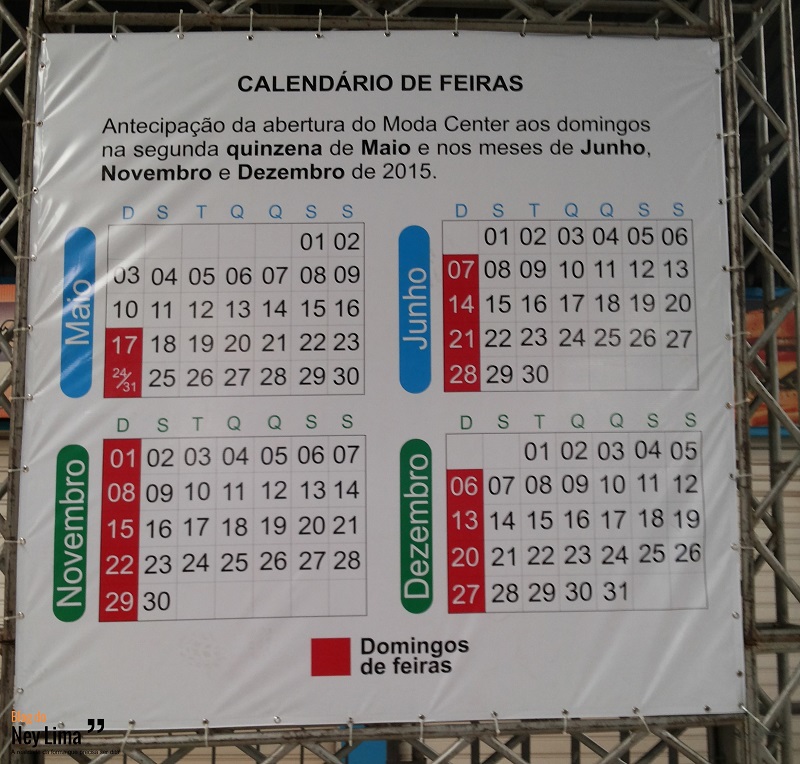 CALENDÁRIO DE FEIRAS
Antecipação da abertura do Moda Center aos domingos
na segunda quinzena de Maio e nos meses de Junho,
Novembro e Dezembro de 2015.
Maio
D S T Q Q S S
01 02
03 04 05 06 07 08 09
10 11 12 13 14 15 16
17 18 19 20 21 22 23
24/31 25 26 27 28 29 30
Junho
D S T Q Q S S
01 02 03 04 05 06
07 08 09 10 11 12 13
14 15 16 17 18 19 20
21 22 23 24 25 26 27
28 29 30
Novembro
D S T Q Q S S
01 02 03 04 05 06 07
08 09 10 11 12 13 14
15 16 17 18 19 20 21
22 23 24 25 26 27 28
29 30
Dezembro
D S T Q Q S S
01 02 03 04 05
06 07 08 09 10 11 12
13 14 15 16 17 18 19
20 21 22 23 24 25 26
27 28 29 30 31
Domingos
de feiras
Blog do
Ney Lima